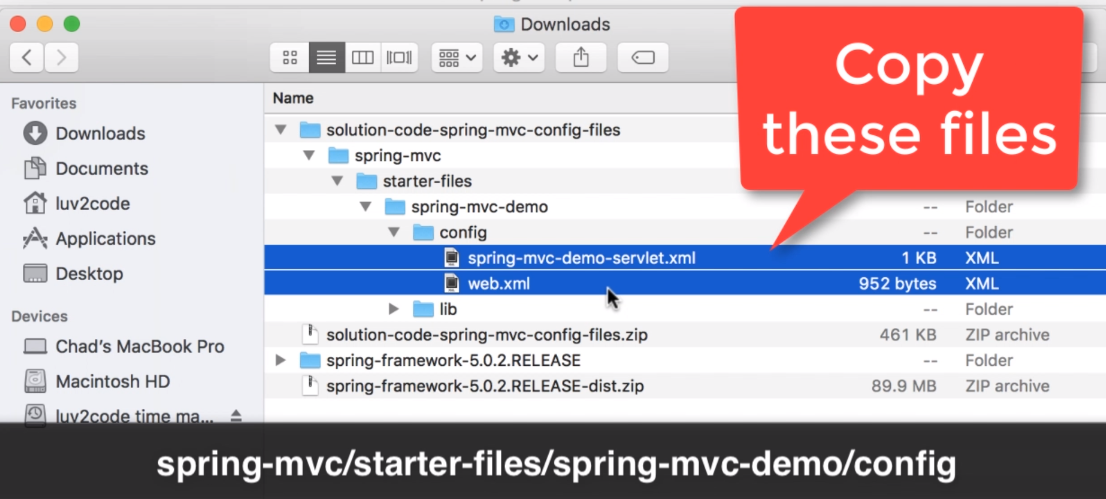 Downloads
Copy
these files
Favorites
Name
Downloads
solution-code-spring-mvc-config-files
Documents
spring-mvc
luv2code
starter-files
spring-mvc-demo -- Folder
Applications
config -- Folder
Desktop
spring-mvc-demo-servlet.xml 1 KB XML
web.xml 952 bytes XML
Devices
lib -- Folder
Chad's MacBook Pro
solution-code-spring-mvc-config-files.zip 461 KB ZIP archive
Macintosh HD
spring-framework-5.0.2.RELEASE -- Folder
luv2code time ma...
spring-framework-5.0.2.RELEASE-dist.zip 89.9 MB ZIP archive
spring-mvc/starter-files/spring-mvc-demo/config